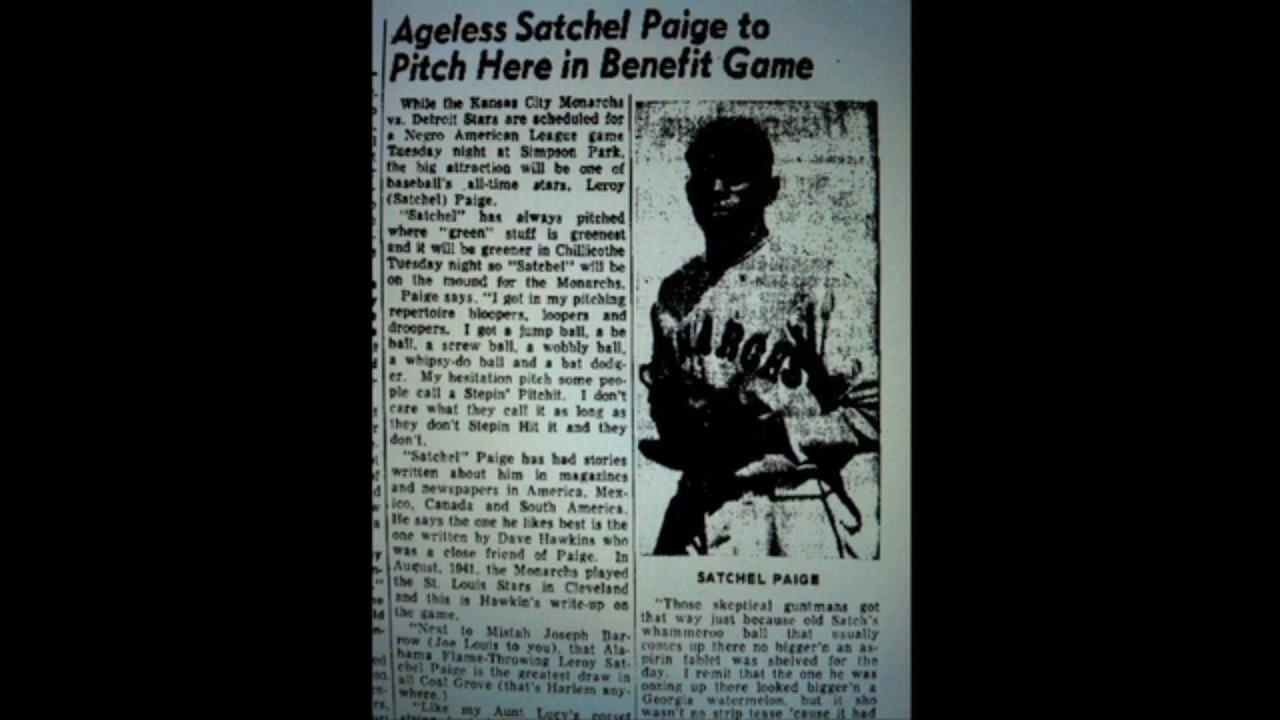 Ageless Satchel Paige to
Pitch Here in Benefit Game
While the Kansas City Monarchs
vs. Detroit Stars are scheduled for
a Negro American League game
Tuesday night at Simpson Park,
the big attraction will be one of
baseball's all-time stars, Leroy
(Satchel) Paige.
"Satchel" has always pitched
where "green" stuff is greenest
and it will be greener in Chillicothe
Tuesday night so "Satchel" will be
on the mound for the Monarchs.
Paige says, "I got in my pitching
repertoire bloopers, loopers and
droopers. I got a jump ball, a be
ball, a screw ball, a wobbly ball,
a whipsy-do ball and a bat dodg-
er. My hesitation pitch some peo-
ple call a Stepin' Pitchit. I don't
care what they call it as long as
they don't Stepin Hit it and they
don't.
"Satchel" Paige has had stories
written about him in magazines
and newspapers in America, Mex-
ico, Canada and South America.
He says the one he likes best is the
one written by Dave Hawkins who
was a close friend of Paige. In
August, 1941, the Monarchs played
the St. Louis Stars in Cleveland
and this is Hawkin's write-up on
the game.
"Next to Mistah Joseph Bar-
row (Joe Louis to you), that Ala-
bama Flame-Throwing Leroy Sat-
chel Paige is the greatest draw in
all Coal Grove (that's Harlem any-
where.)
"Like my Aunt Lucy's corset
SATCHEL PAIGE
"Those skeptical guntmans got
that way just because old Satch's
whammeroo ball that usually
comes up there no bigger'n an as-
pirin tablet was shelved for the
day. I remit that the one he was
oozing up there looked bigger'n a
Georgia watermelon, but it sho
wasn't no strip tease 'cause it had